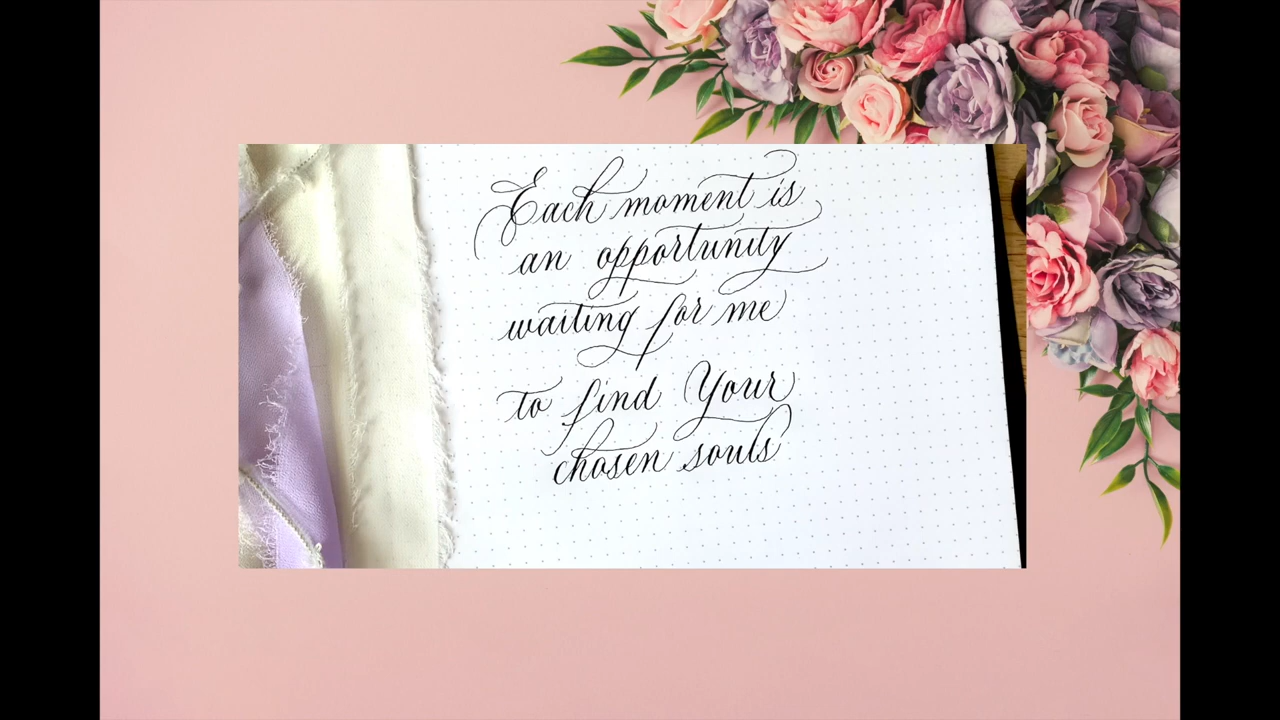 Each moment is
an opportunity
waiting for me
to find Your
chosen souls